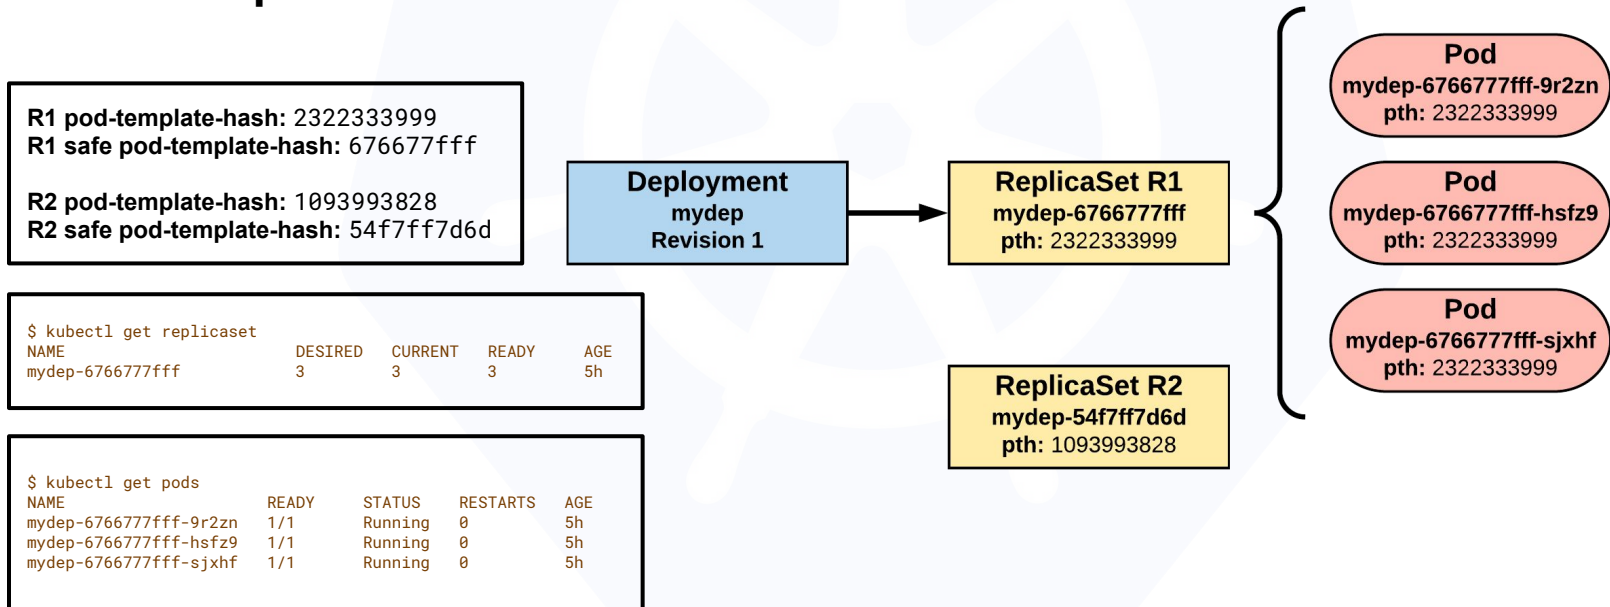 R1 pod-template-hash: 2322333999
R1 safe pod-template-hash: 676677fff
R2 pod-template-hash: 1093993828
R2 safe pod-template-hash: 54f7ff7d6d
$ kubectl get replicaset
NAME DESIRED CURRENT READY AGE
mydep-6766777fff 3 3 3 5h
$ kubectl get pods
NAME READY STATUS RESTARTS AGE
mydep-6766777fff-9r2zn 1/1 Running 0 5h
mydep-6766777fff-hsfz9 1/1 Running 0 5h
mydep-6766777fff-sjxhf 1/1 Running 0 5h
Deployment
mydep
Revision 1
ReplicaSet R1
mydep-6766777fff
pth: 2322333999
ReplicaSet R2
mydep-54f7ff7d6d
pth: 1093993828
Pod
mydep-6766777fff-9r2zn
pth: 2322333999
Pod
mydep-6766777fff-hsfz9
pth: 2322333999
Pod
mydep-6766777fff-sjxhf
pth: 2322333999